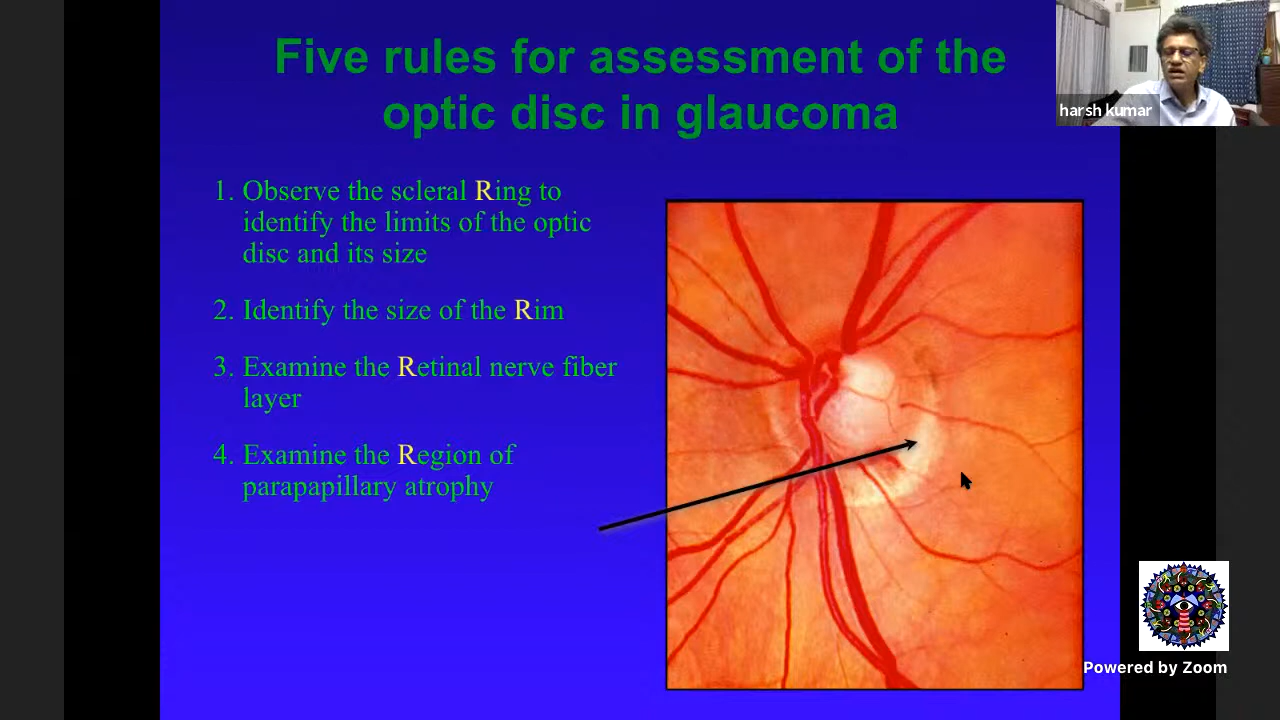 Five rules for assessment of the
optic disc in glaucoma
harsh kumar
1. Observe the scleral Ring to
identify the limits of the optic
disc and its size
2. Identify the size of the Rim
3. Examine the Retinal nerve fiber
layer
4. Examine the Region of
parapapillary atrophy
Powered by Zoom